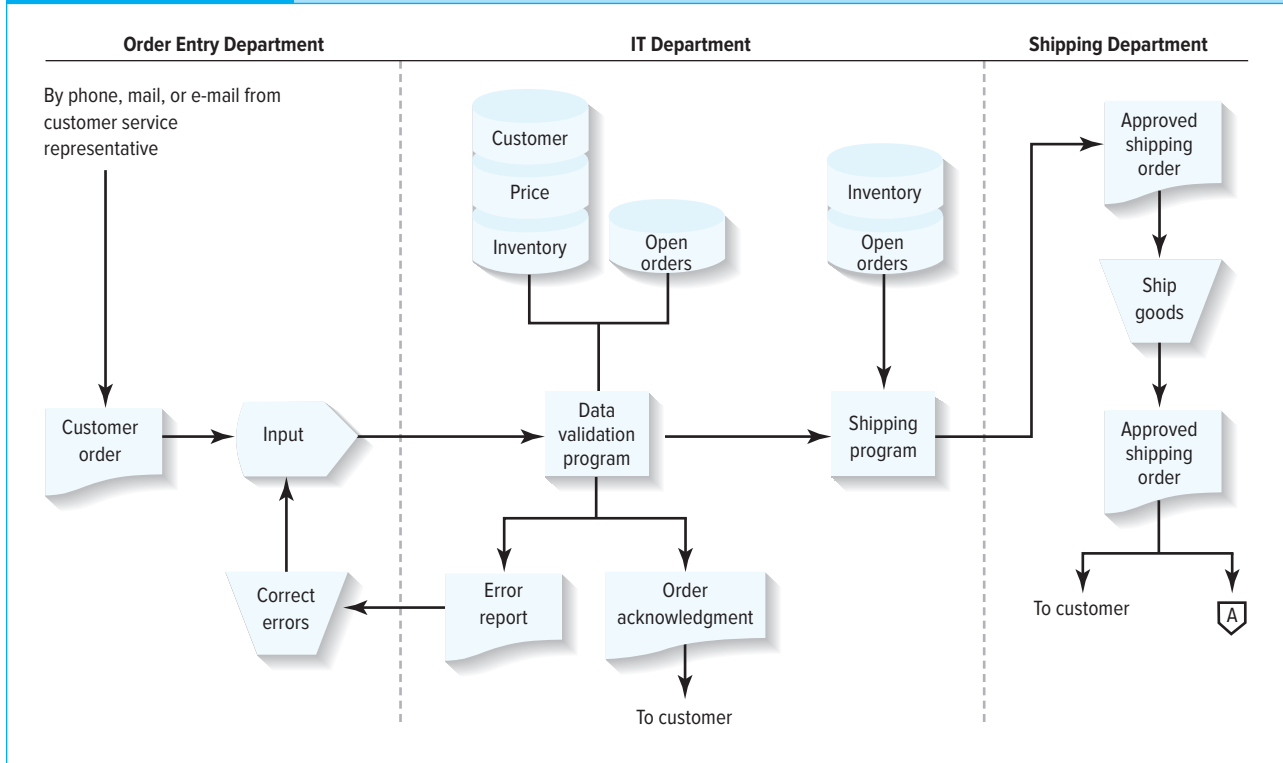 Order Entry Department
IT Department
Shipping Department
By phone, mail, or e-mail from
customer service
representative
Customer
Price
Inventory
Open
orders
Inventory
Open
orders
Approved
shipping
order
Ship
goods
Customer
order
Input
Data
validation
program
Shipping
program
Approved
shipping
order
Correct
errors
Error
report
Order
acknowledgment
To customer
A
To customer